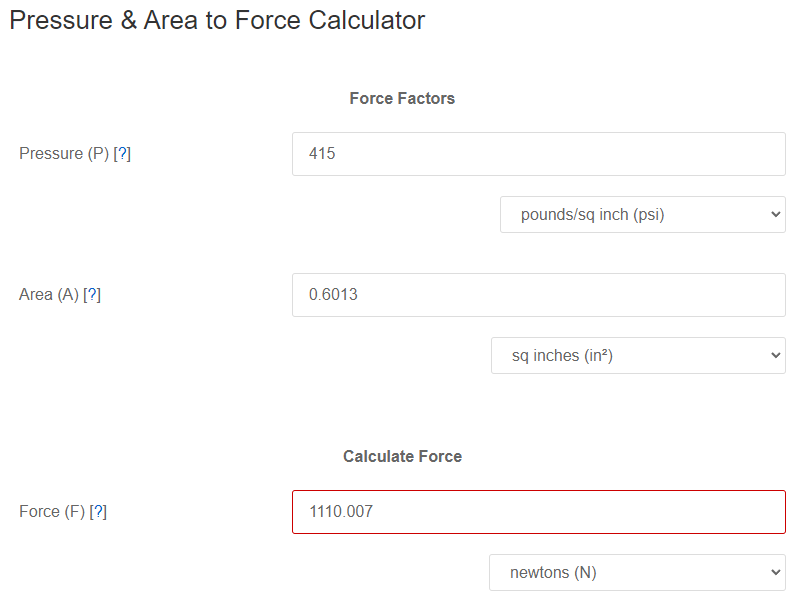 Pressure & Area to Force Calculator
Force Factors
Pressure (P) [?]
415
pounds/sq inch (psi)
Area (A) [?]
0.6013
sq inches (in²)
Calculate Force
Force (F) [?]
1110.007
newtons (N)